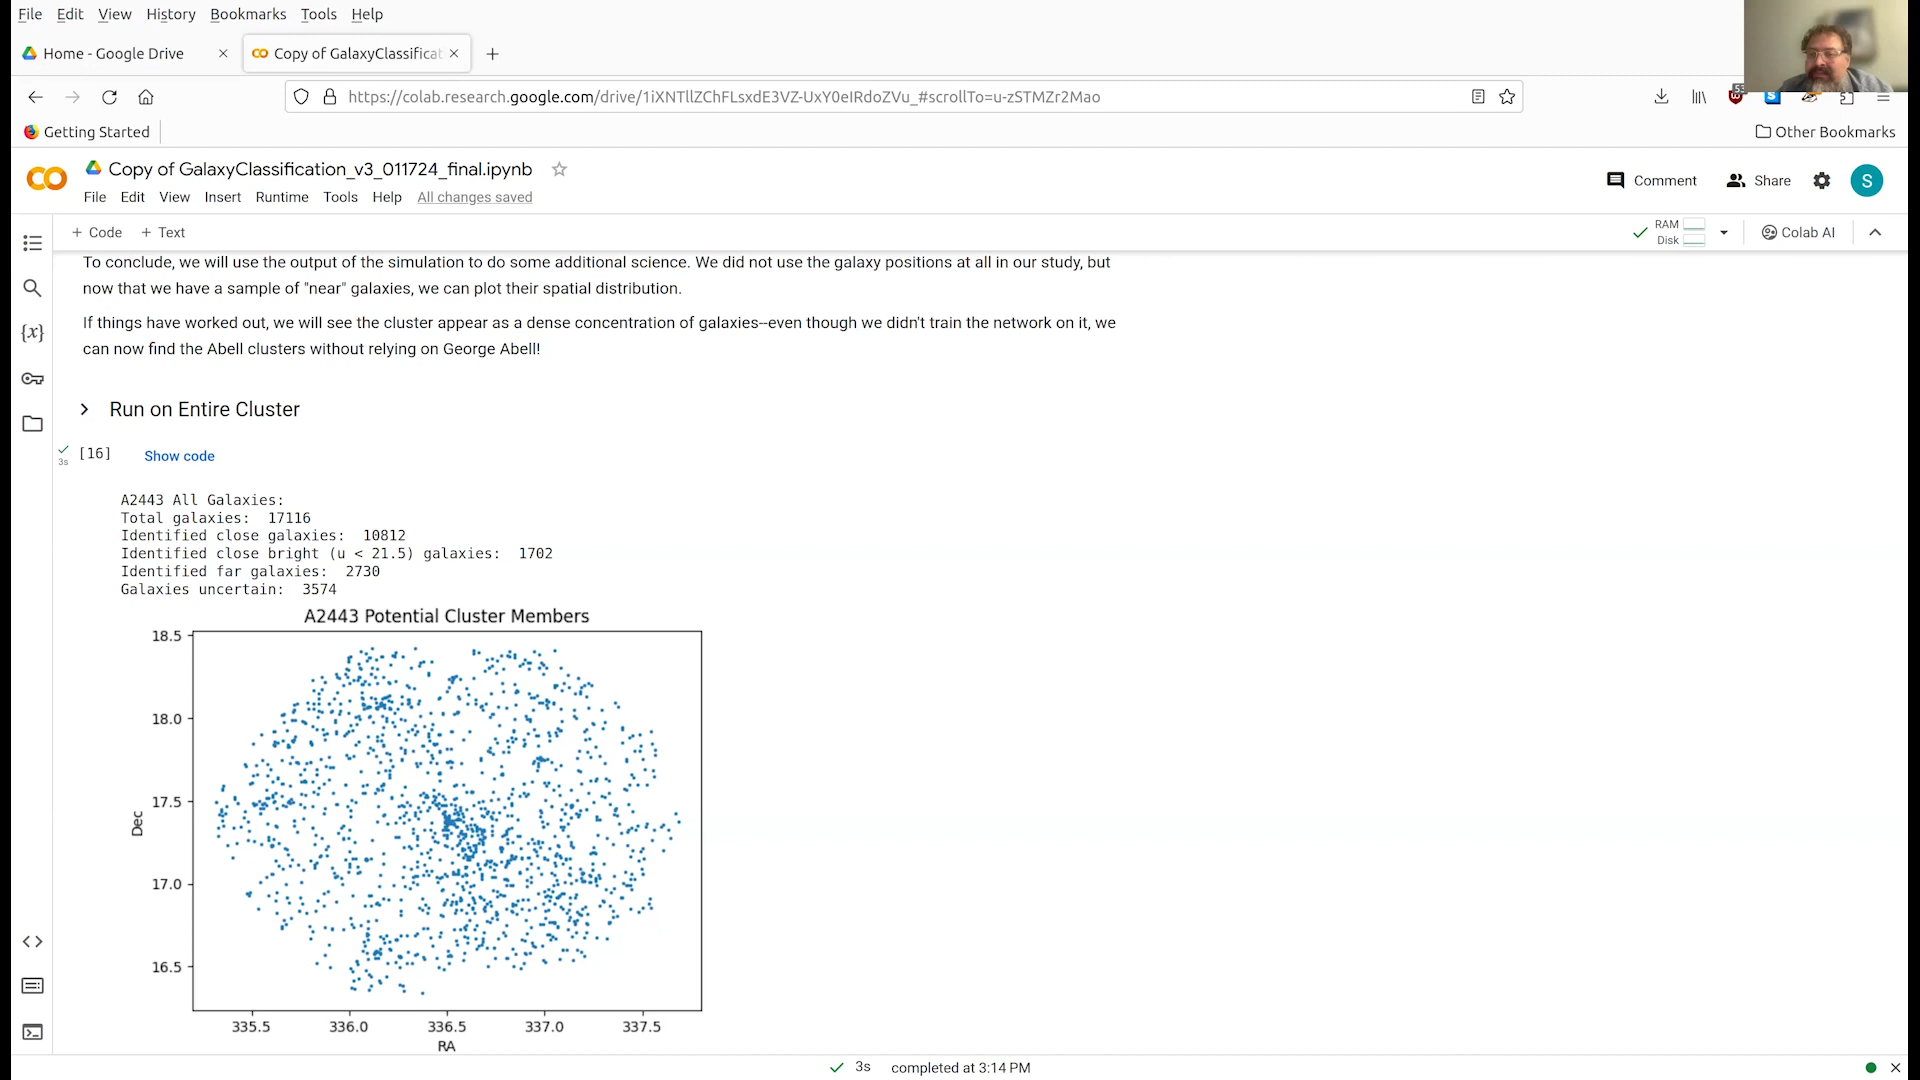 File Edit View History Bookmarks Tools Help
Home - Google Drive
Copy of GalaxyClassificat
https://colab.research.google.com/drive/1iXNTllZChFLsxdE3VZ-UxY0eIRdoZVu_#scrollTo=u-zSTMZr2Mao
53
Getting Started
Other Bookmarks
Copy of GalaxyClassification_v3_011724_final.ipynb
File Edit View Insert Runtime Tools Help All changes saved
Comment Share S
+ Code + Text
RAM
Disk
Colab AI
To conclude, we will use the output of the simulation to do some additional science. We did not use the galaxy positions at all in our study, but
now that we have a sample of "near" galaxies, we can plot their spatial distribution.
If things have worked out, we will see the cluster appear as a dense concentration of galaxies--even though we didn't train the network on it, we
can now find the Abell clusters without relying on George Abell!
Run on Entire Cluster
3s
[16] Show code
A2443 All Galaxies:
Total galaxies: 17116
Identified close galaxies: 10812
Identified close bright (u < 21.5) galaxies: 1702
Identified far galaxies: 2730
Galaxies uncertain: 3574
A2443 Potential Cluster Members
18.5
18.0
17.5
17.0
16.5
Dec
335.5 336.0 336.5 337.0 337.5
RA
3s completed at 3:14 PM